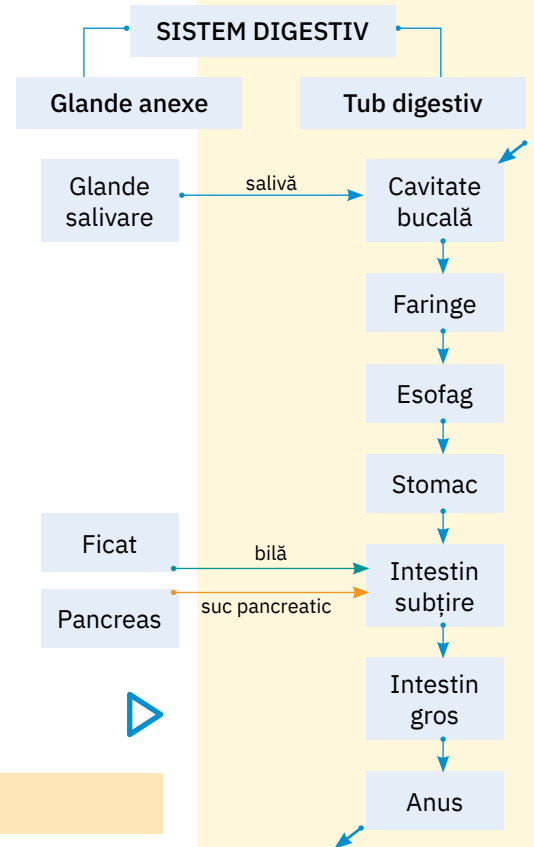 SISTEM DIGESTIV
Glande anexe
Tub digestiv
Glande
salivare
salivă
Cavitate
bucală
Faringe
Esofag
Stomac
Ficat
bilă
Intestin
subțire
Pancreas
suc pancreatic
Intestin
gros
Anus